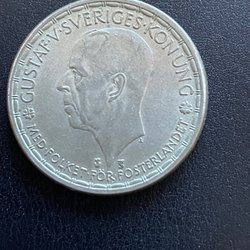 GUSTAF·V·SVERIGES·KONUNG
MED·FOLKET·FÖR·FOSTERLANDET